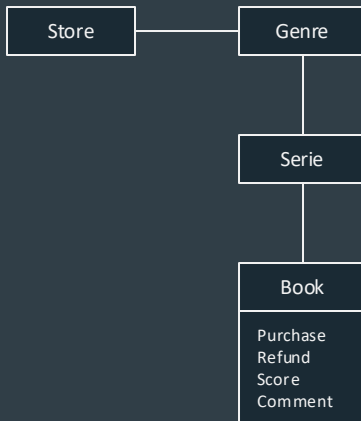 Store
Genre
Serie
Book
Purchase
Refund
Score
Comment